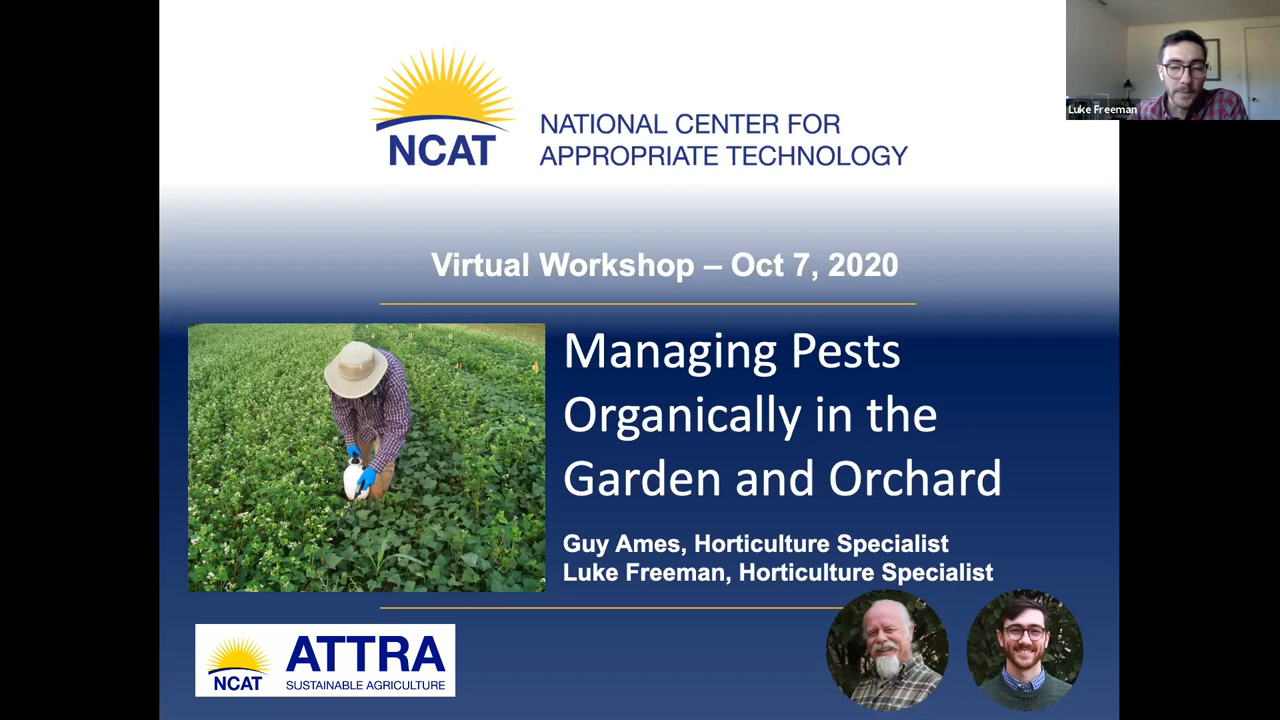 NCAT
NATIONAL CENTER FOR
APPROPRIATE TECHNOLOGY
Luke Freeman
Virtual Workshop – Oct 7, 2020
Managing Pests
Organically in the
Garden and Orchard
Guy Ames, Horticulture Specialist
Luke Freeman, Horticulture Specialist
NCAT
ATTRA
SUSTAINABLE AGRICULTURE